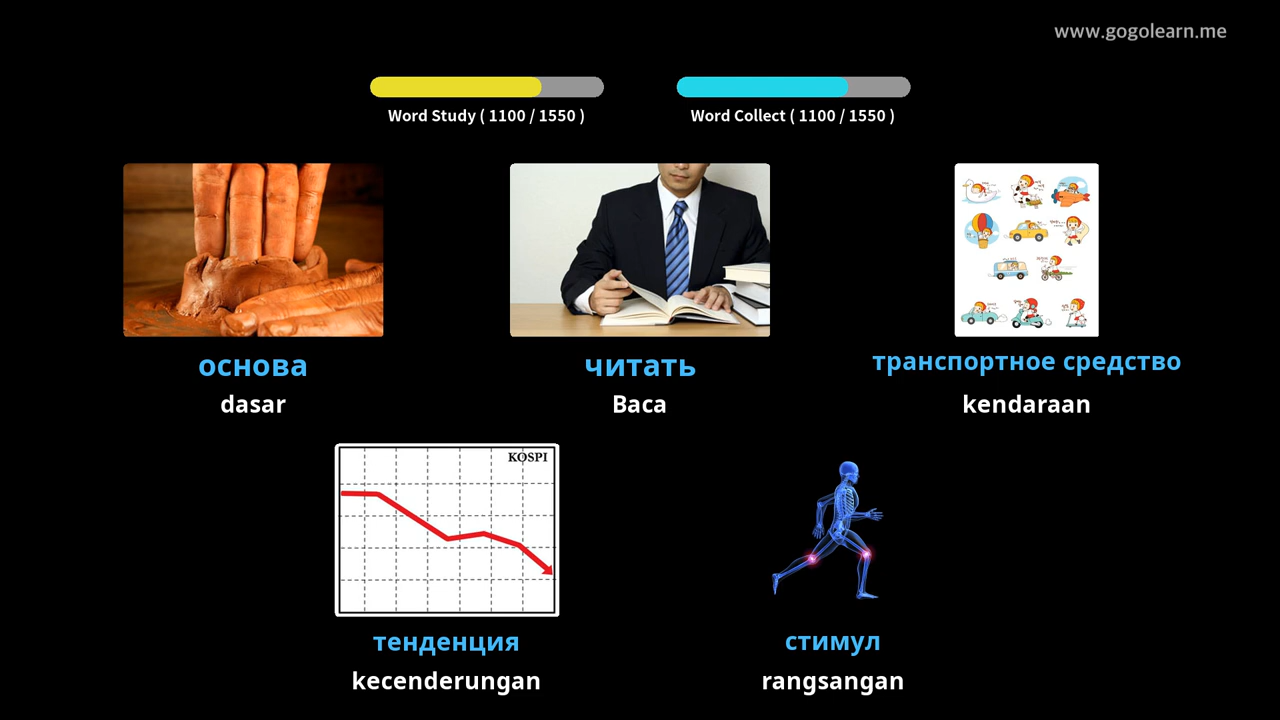 www.gogolearn.me
Word Study ( 1100 / 1550 )
Word Collect ( 1100 / 1550 )
основа
dasar
читать
Baca
транспортное средство
kendaraan
KOSPI
тенденция
kecenderungan
стимул
rangsangan